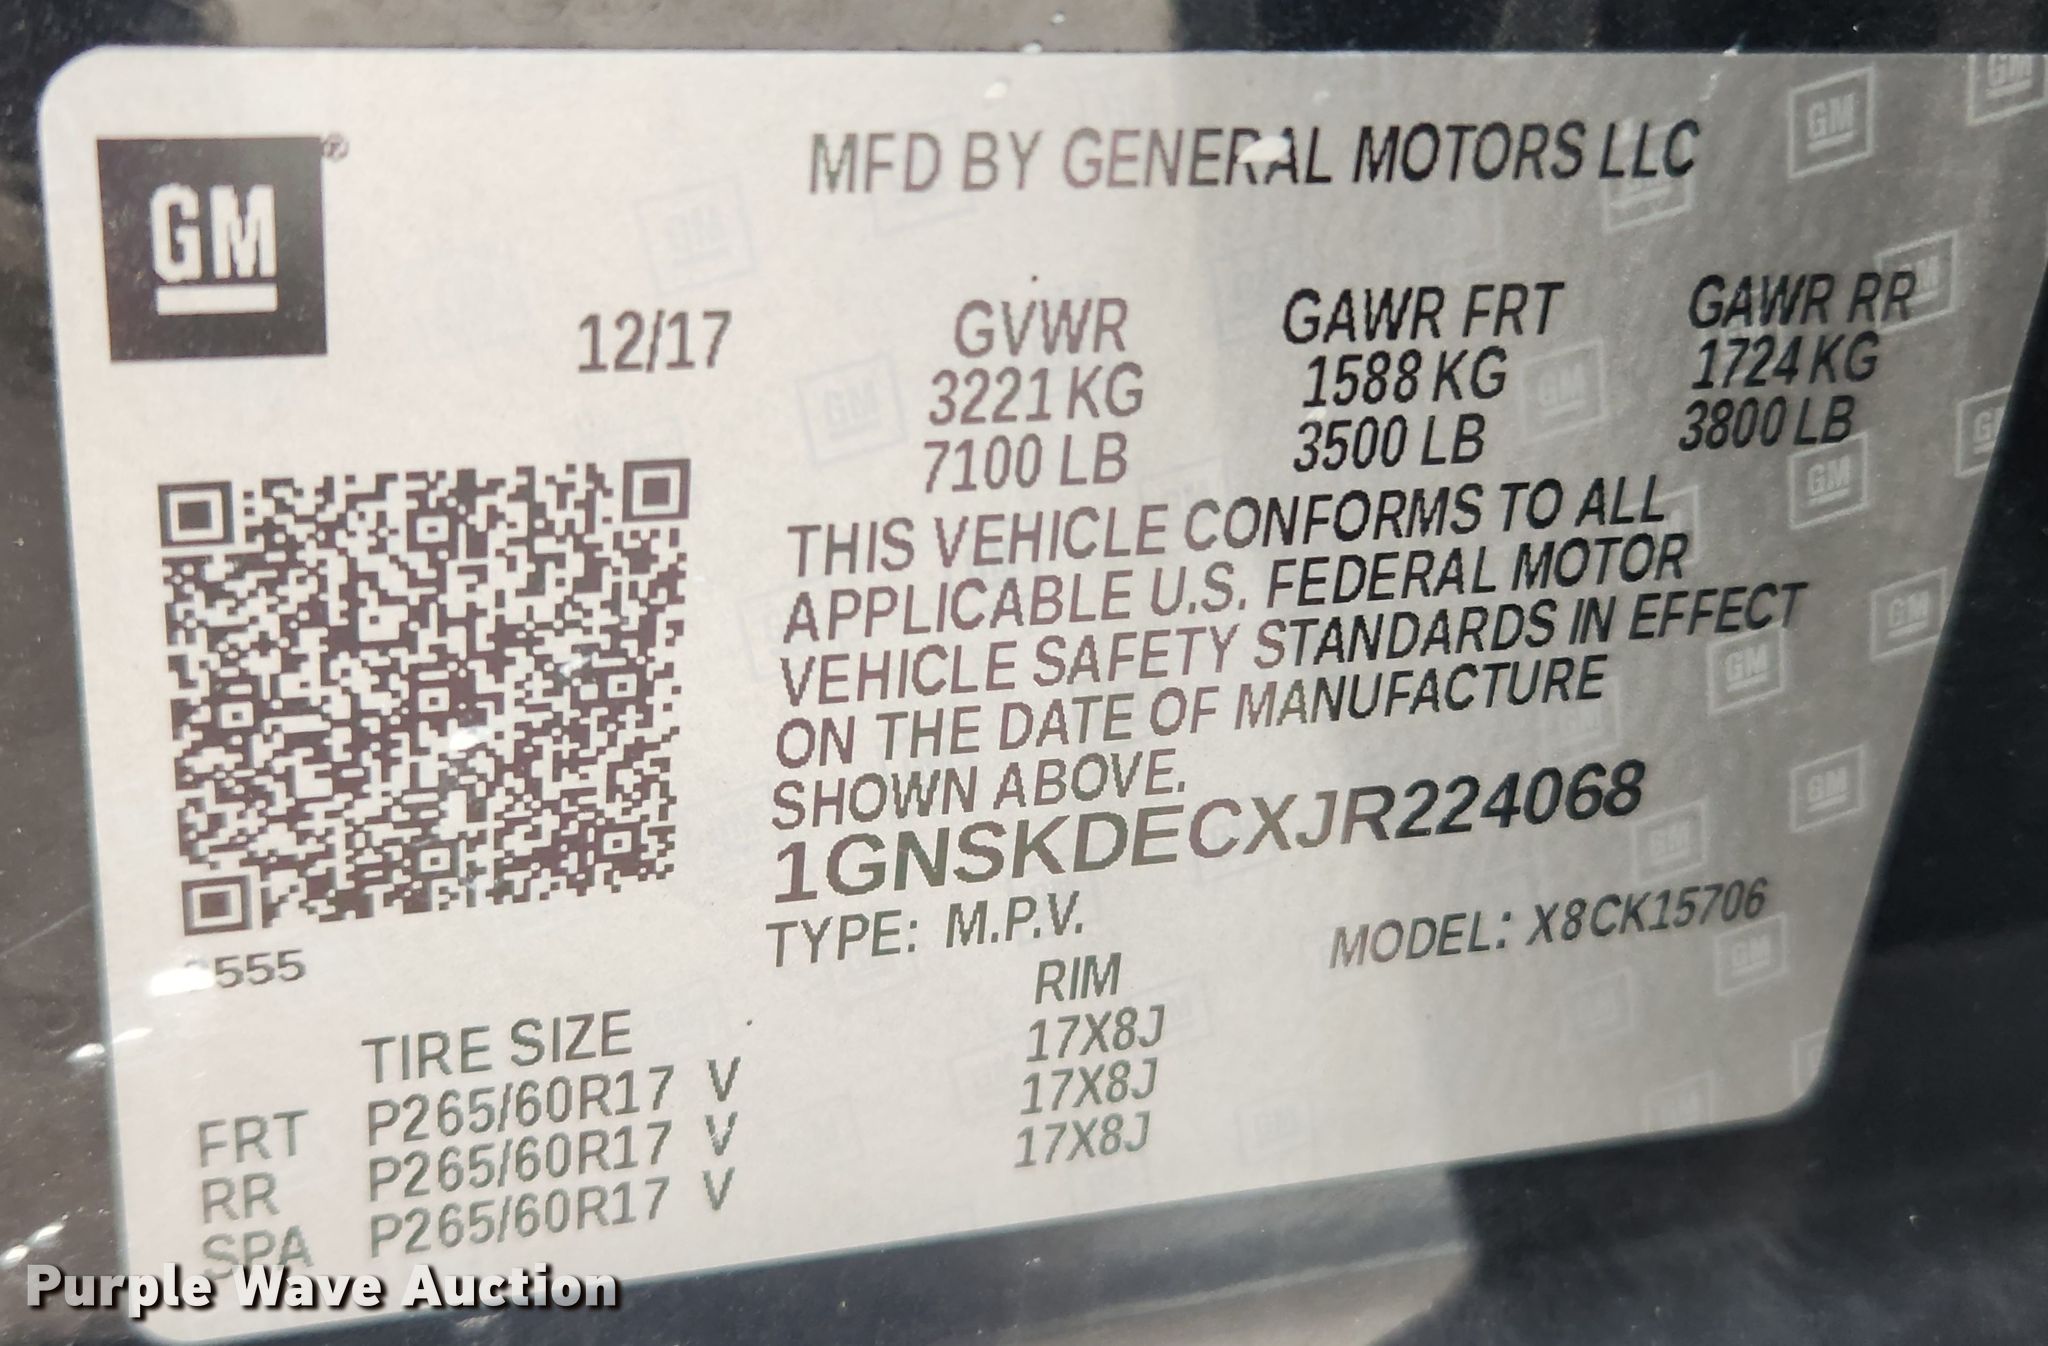 GM ®
MFD BY GENERAL MOTORS LLC
12/17
GVWR GAWR FRT GAWR RR
3221 KG 1588 KG 1724 KG
7100 LB 3500 LB 3800 LB
THIS VEHICLE CONFORMS TO ALL
APPLICABLE U.S. FEDERAL MOTOR
VEHICLE SAFETY STANDARDS IN EFFECT
ON THE DATE OF MANUFACTURE
SHOWN ABOVE.
1GNSKDECXJR224068
TYPE: M.P.V. MODEL: X8CK15706
TIRE SIZE RIM
FRT P265/60R17 V 17X8J
RR P265/60R17 V 17X8J
SPA P265/60R17 V 17X8J
Purple Wave Auction